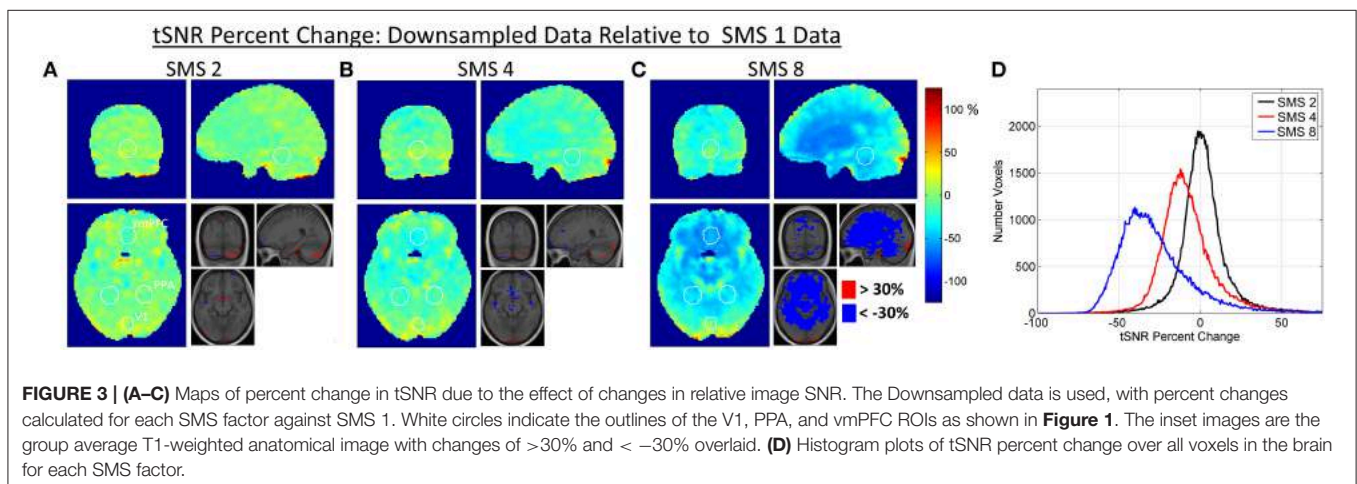 tSNR Percent Change: Downsampled Data Relative to SMS 1 Data
A
SMS 2
B
SMS 4
C
SMS 8
D
100 %
50
0
-50
-100
vmPFC
PPA
V1
> 30%
< -30%
SMS 2
SMS 4
SMS 8
Number Voxels
2000
1500
1000
500
0
-100
-50
0
50
tSNR Percent Change
FIGURE 3 | (A–C) Maps of percent change in tSNR due to the effect of changes in relative image SNR. The Downsampled data is used, with percent changes
calculated for each SMS factor against SMS 1. White circles indicate the outlines of the V1, PPA, and vmPFC ROIs as shown in Figure 1. The inset images are the
group average T1-weighted anatomical image with changes of >30% and < −30% overlaid. (D) Histogram plots of tSNR percent change over all voxels in the brain
for each SMS factor.